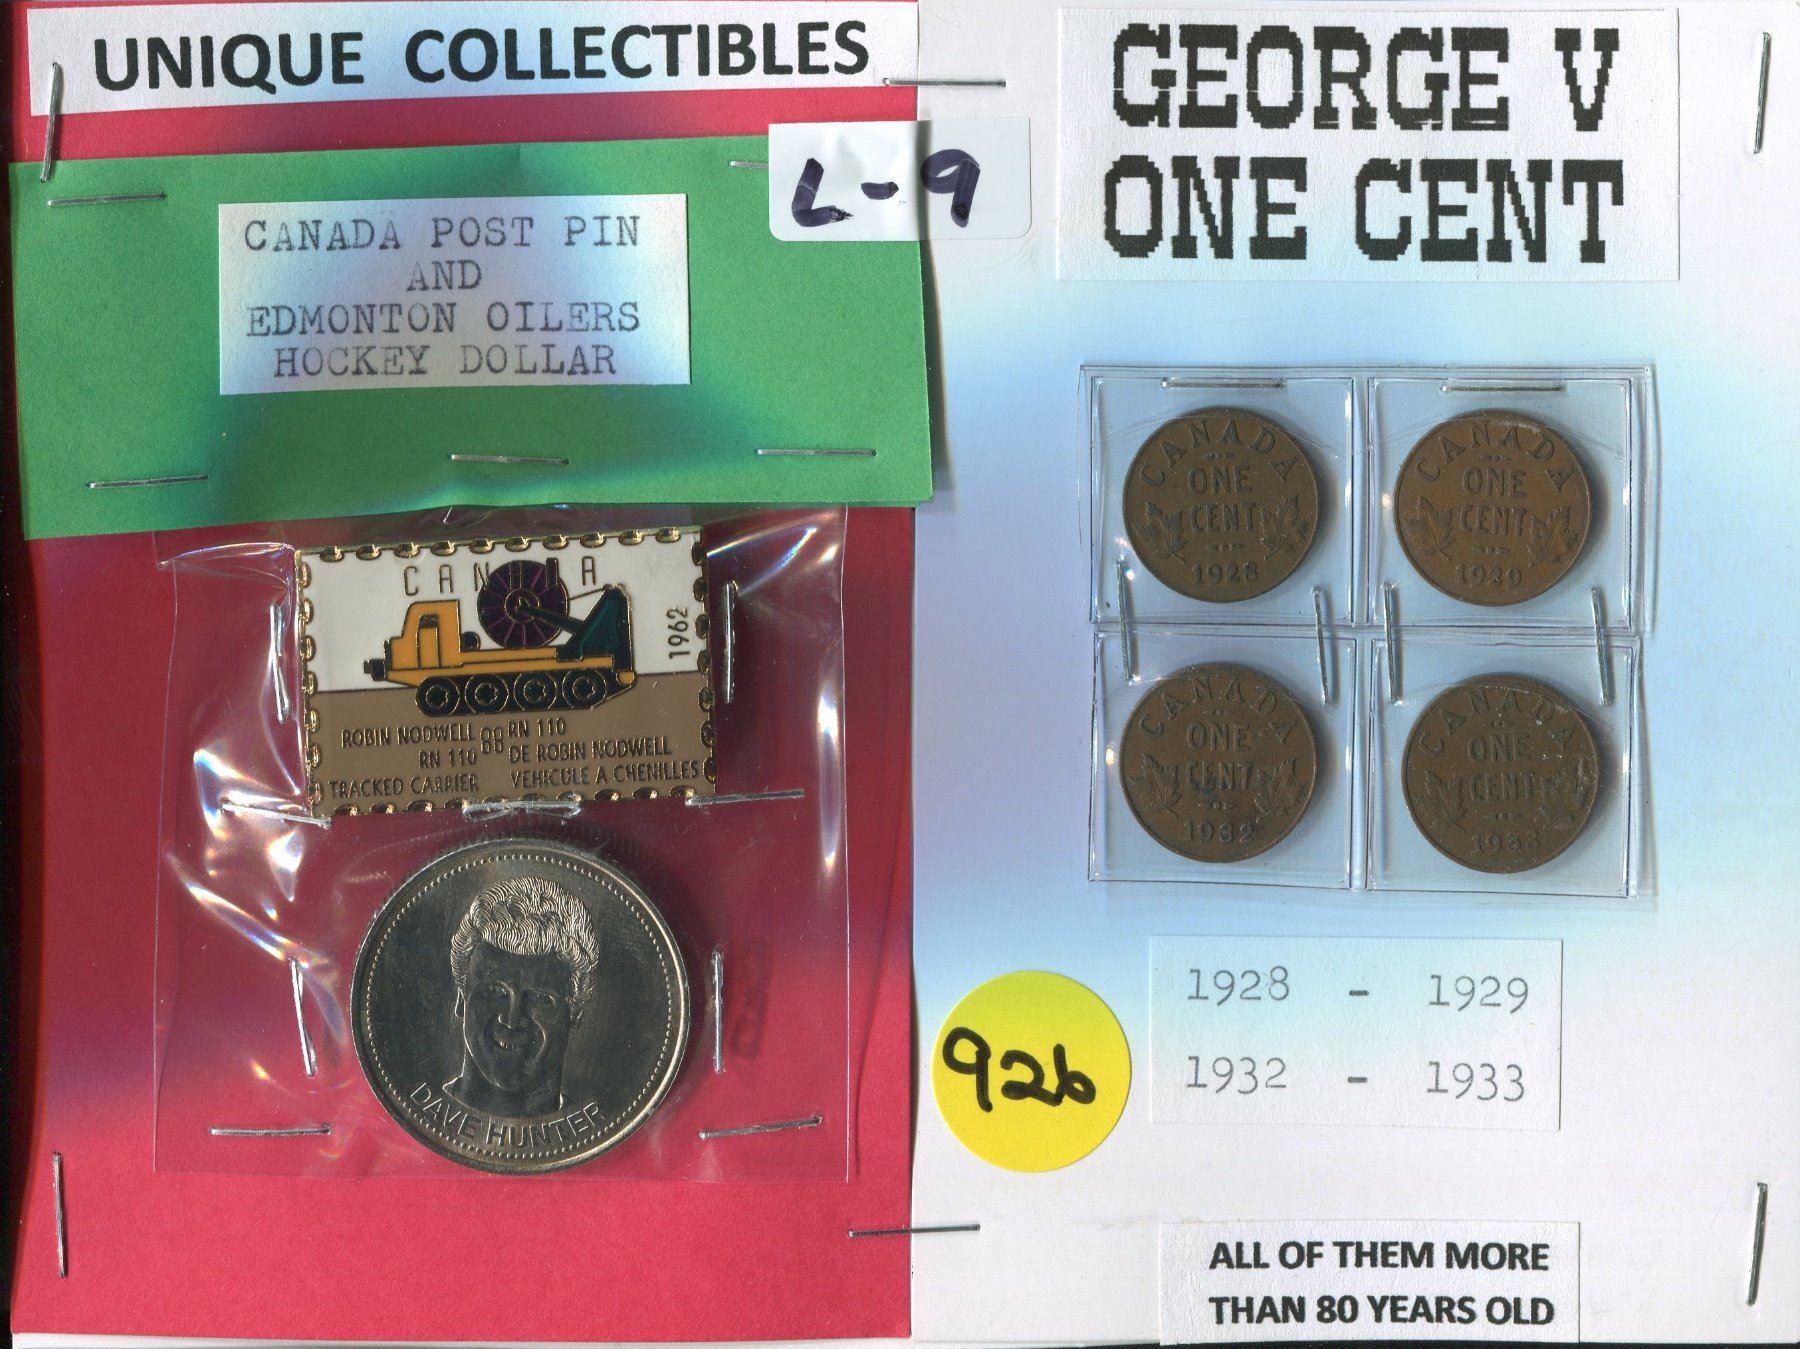 UNIQUE COLLECTIBLES
CANADA POST PIN
AND
EDMONTON OILERS
HOCKEY DOLLAR
L-9
CANADA
1962
ROBIN NODWELL
RN 110
TRACKED CARRIER
88
RN 110
DE ROBIN NODWELL
VEHICULE A CHENILLES
DAVE HUNTER
GEORGE V
ONE CENT
CANADA
ONE
CENT
1928
CANADA
ONE
CENT
1929
CANADA
ONE
CENT
1932
CANADA
ONE
CENT
1933
1928 - 1929
1932 - 1933
926
ALL OF THEM MORE
THAN 80 YEARS OLD